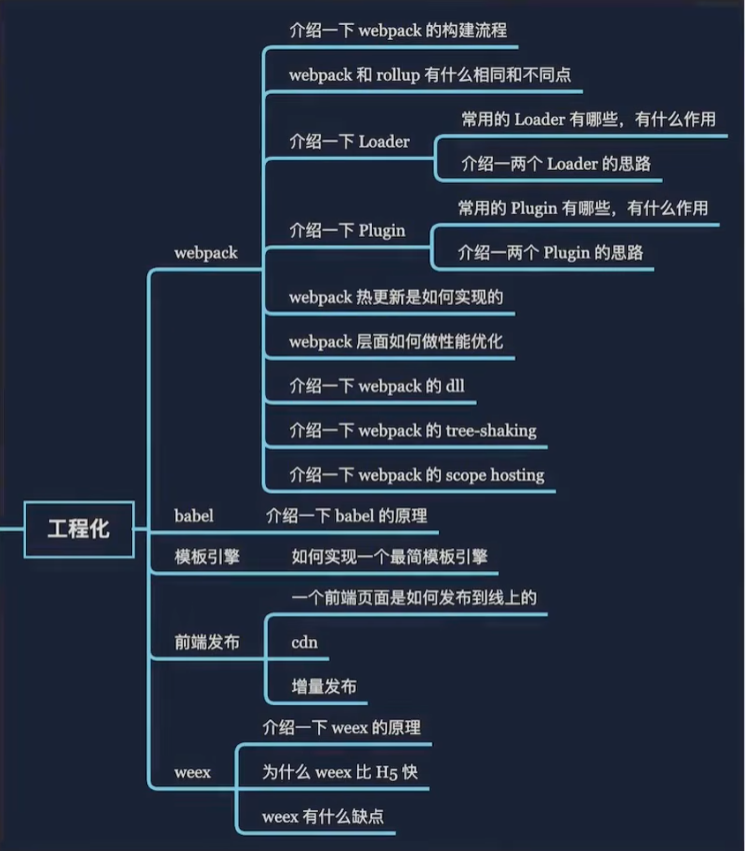 介绍一下 webpack 的构建流程
webpack 和 rollup 有什么相同和不同点
常用的 Loader 有哪些，有什么作用
介绍一下 Loader
介绍一两个 Loader 的思路
常用的 Plugin 有哪些，有什么作用
介绍一下 Plugin
介绍一两个 Plugin 的思路
webpack
webpack 热更新是如何实现的
webpack 层面如何做性能优化
介绍一下 webpack 的 dll
介绍一下 webpack 的 tree-shaking
介绍一下 webpack 的 scope hosting
工程化
babel 介绍一下 babel 的原理
模板引擎 如何实现一个最简模板引擎
一个前端页面是如何发布到线上的
前端发布 cdn
增量发布
介绍一下 weex 的原理
weex 为什么 weex 比 H5 快
weex 有什么缺点